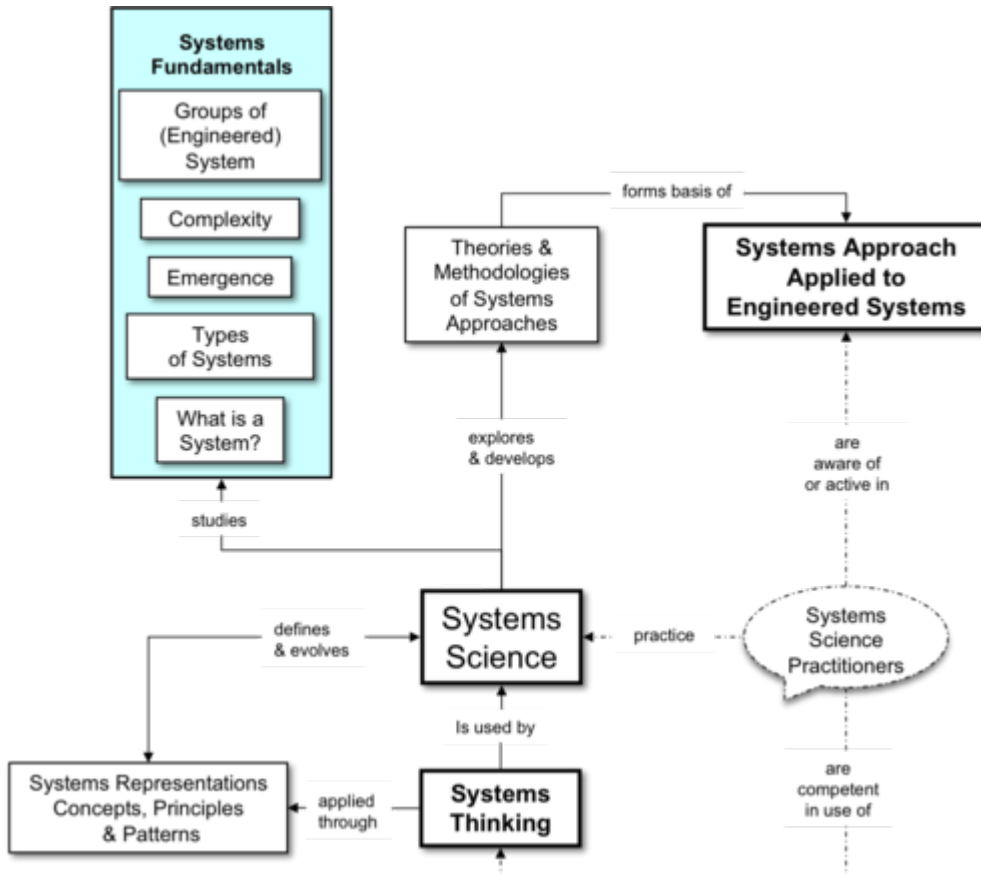 Systems
Fundamentals
Groups of
(Engineered)
System
Complexity
Emergence
Types
of Systems
What is a
System?
studies
forms basis of
Theories &
Methodologies
of Systems
Approaches
Systems Approach
Applied to
Engineered Systems
explores
& develops
are
aware of
or active in
defines
& evolves
Systems
Science
practice
Systems
Science
Practitioners
Is used by
Systems Representations
Concepts, Principles
& Patterns
applied
through
Systems
Thinking
are
competent
in use of